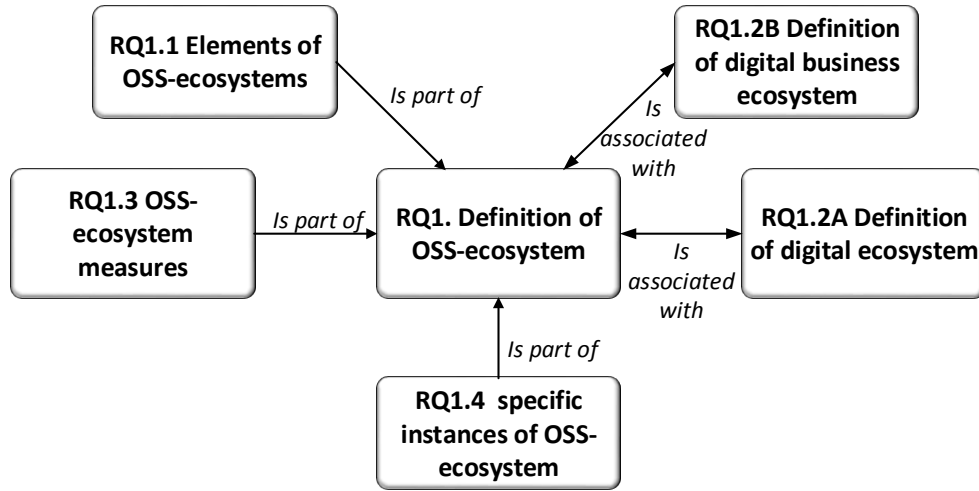 RQ1.1 Elements of
OSS-ecosystems
RQ1.2B Definition
of digital business
ecosystem
Is part of
Is
associated
with
RQ1.3 OSS-
ecosystem
measures
Is part of
RQ1. Definition of
OSS-ecosystem
RQ1.2A Definition
of digital ecosystem
Is
associated
with
Is part of
RQ1.4  specific
instances of OSS-
ecosystem